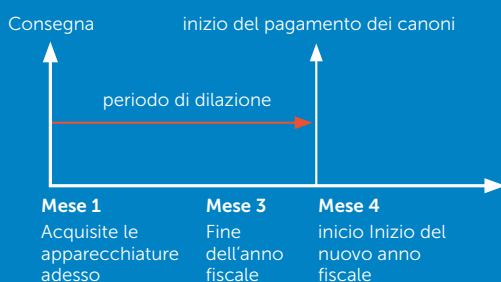 Consegna
inizio del pagamento dei canoni
periodo di dilazione
Mese 1
Acquisite le
apparecchiature
adesso
Mese 3
Fine
dell'anno
fiscale
Mese 4
inicio Inizio del
nuovo anno
fiscale